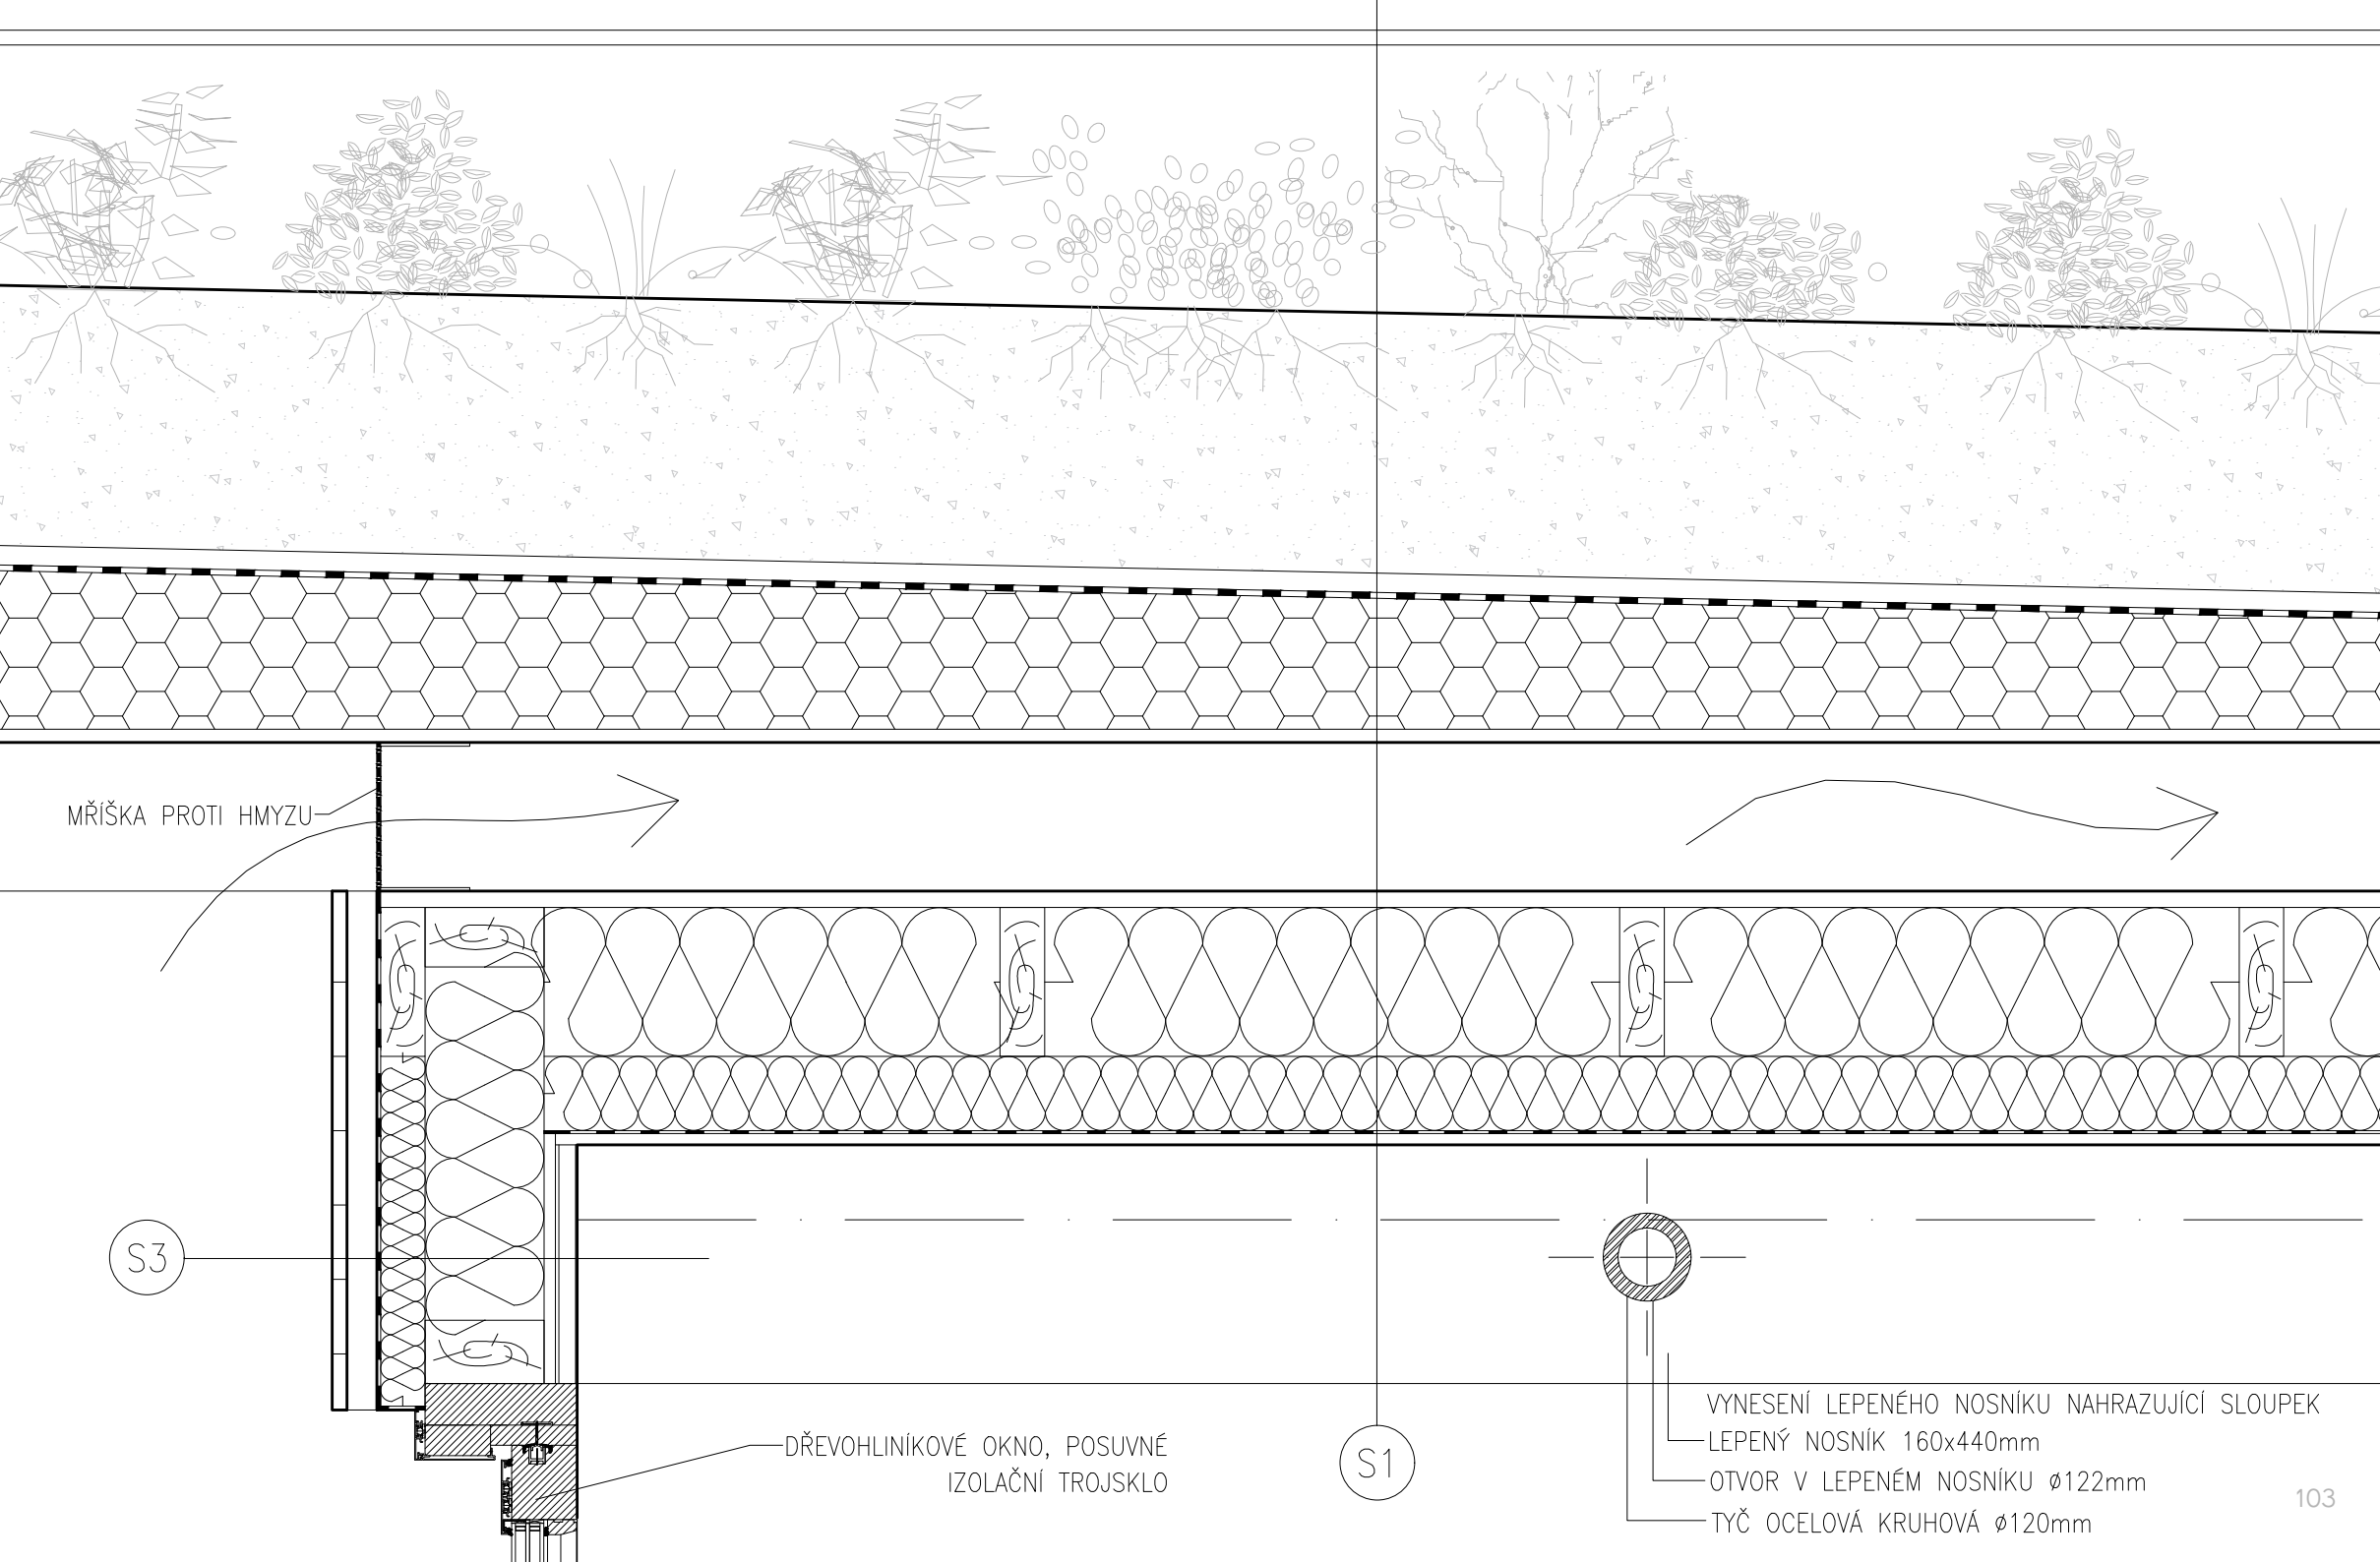 MŘÍŠKA PROTI HMYZU
S3
DŘEVOHLINÍKOVÉ OKNO, POSUVNÉ
IZOLAČNÍ TROJSKLO
S1
VYNESENÍ LEPENÉHO NOSNÍKU NAHRAZUJÍCÍ SLOUPEK
LEPENÝ NOSNÍK 160x440mm
OTVOR V LEPENÉM NOSNÍKU ø122mm
TYČ OCELOVÁ KRUHOVÁ ø120mm
103